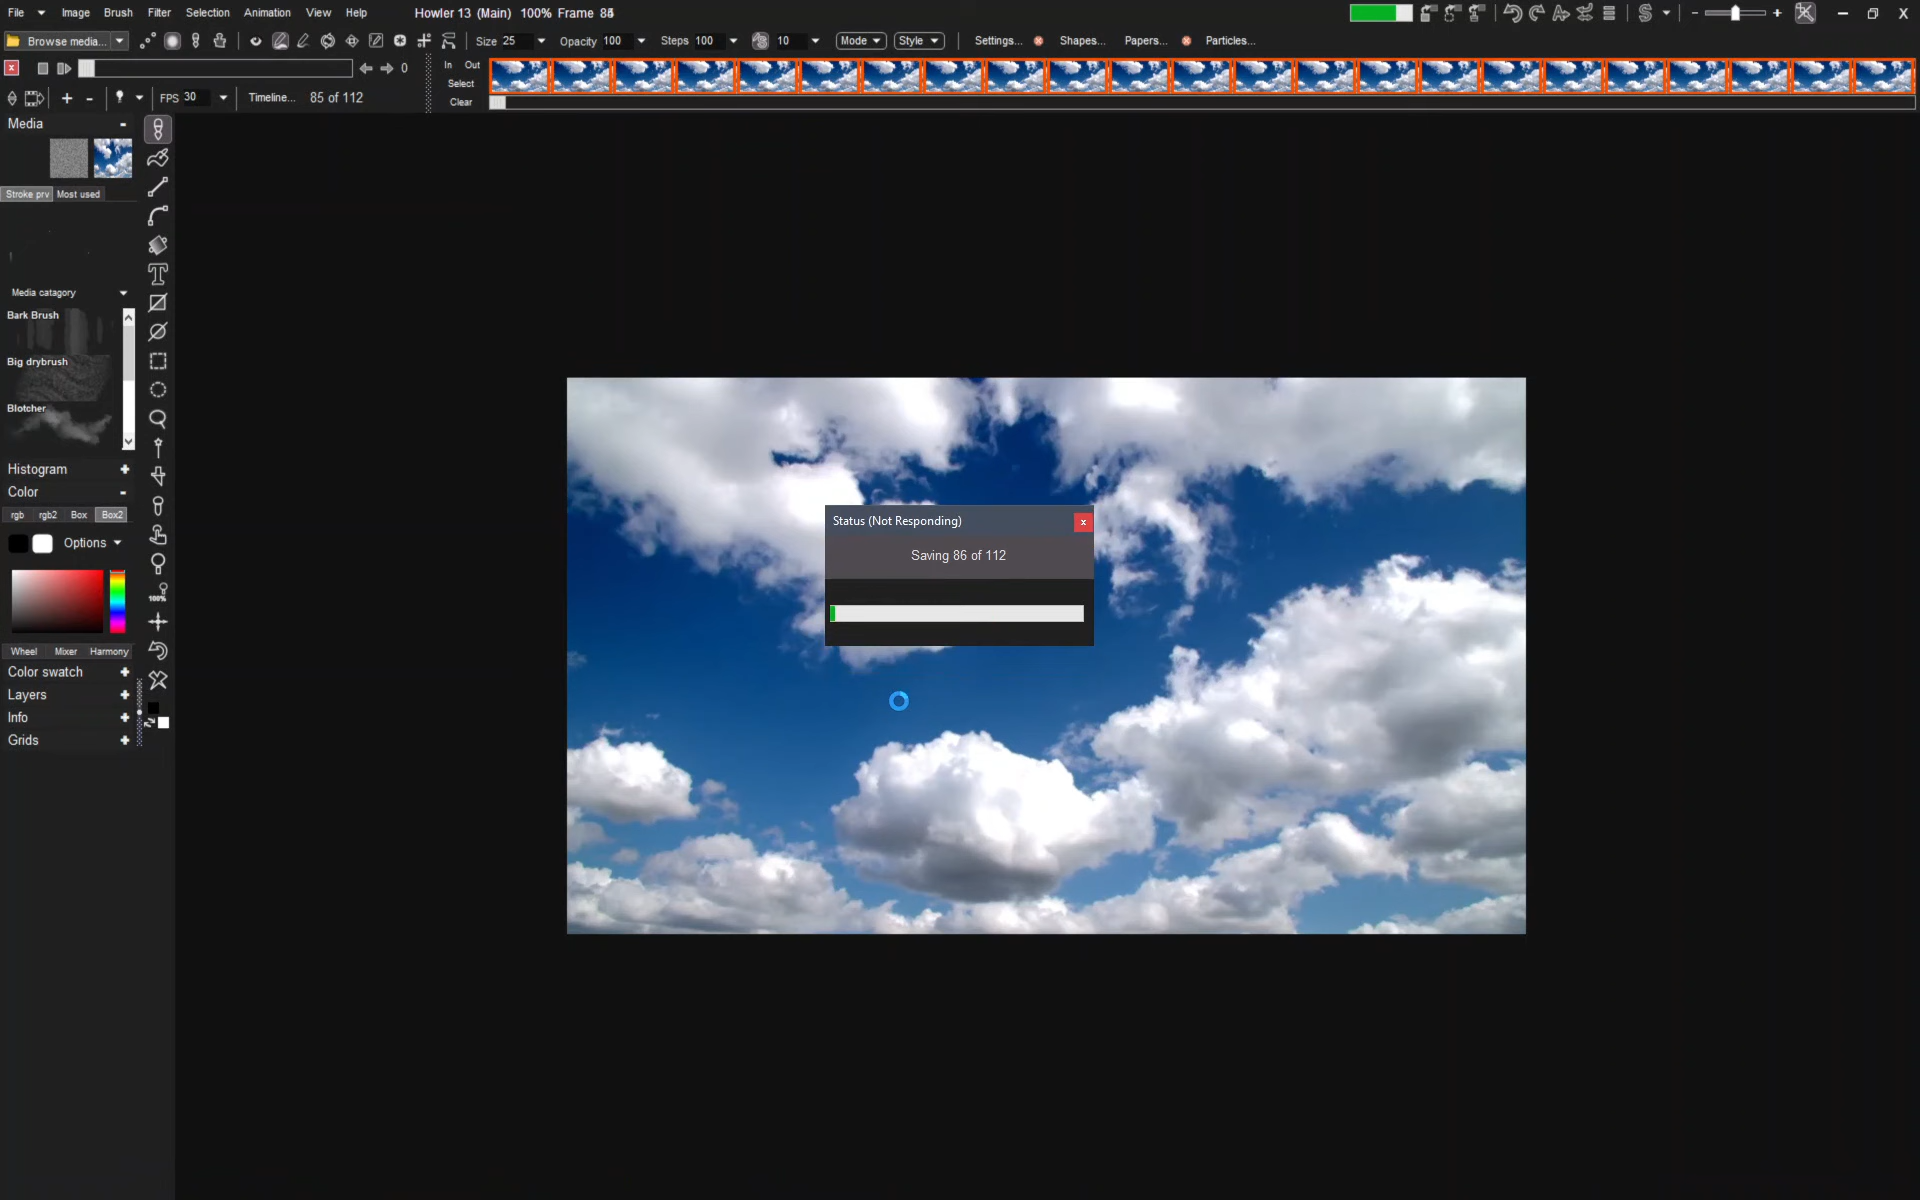 File Image Brush Filter Selection Animation View Help Howler 13 (Main) 100% Frame
Browse media... Size 25 Opacity 100 Steps 100 10 Mode Style Settings... Shapes... Papers... Particles...
0 In Out
Select
FPS 30 Timeline... 85 of 112 Clear
Media
Stroke prv Most used
Media catagory
Bark Brush
Big drybrush
Blotcher
Histogram
Color
rgb rgb2 Box Box2
Options
100%
Wheel Mixer Harmony
Color swatch
Layers
Info
Grids
Status (Not Responding)
Saving 86 of 112